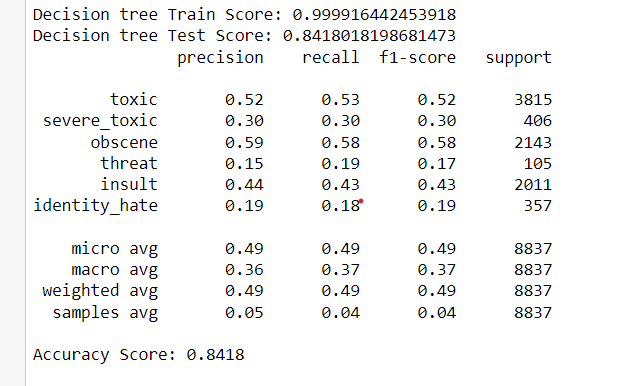 Decision tree Train Score: 0.999916442453918
Decision tree Test Score: 0.8418018198681473
precision recall f1-score support
toxic 0.52 0.53 0.52 3815
severe_toxic 0.30 0.30 0.30 406
obscene 0.59 0.58 0.58 2143
threat 0.15 0.19 0.17 105
insult 0.44 0.43 0.43 2011
identity_hate 0.19 0.18 0.19 357
micro avg 0.49 0.49 0.49 8837
macro avg 0.36 0.37 0.37 8837
weighted avg 0.49 0.49 0.49 8837
samples avg 0.05 0.04 0.04 8837
Accuracy Score: 0.8418